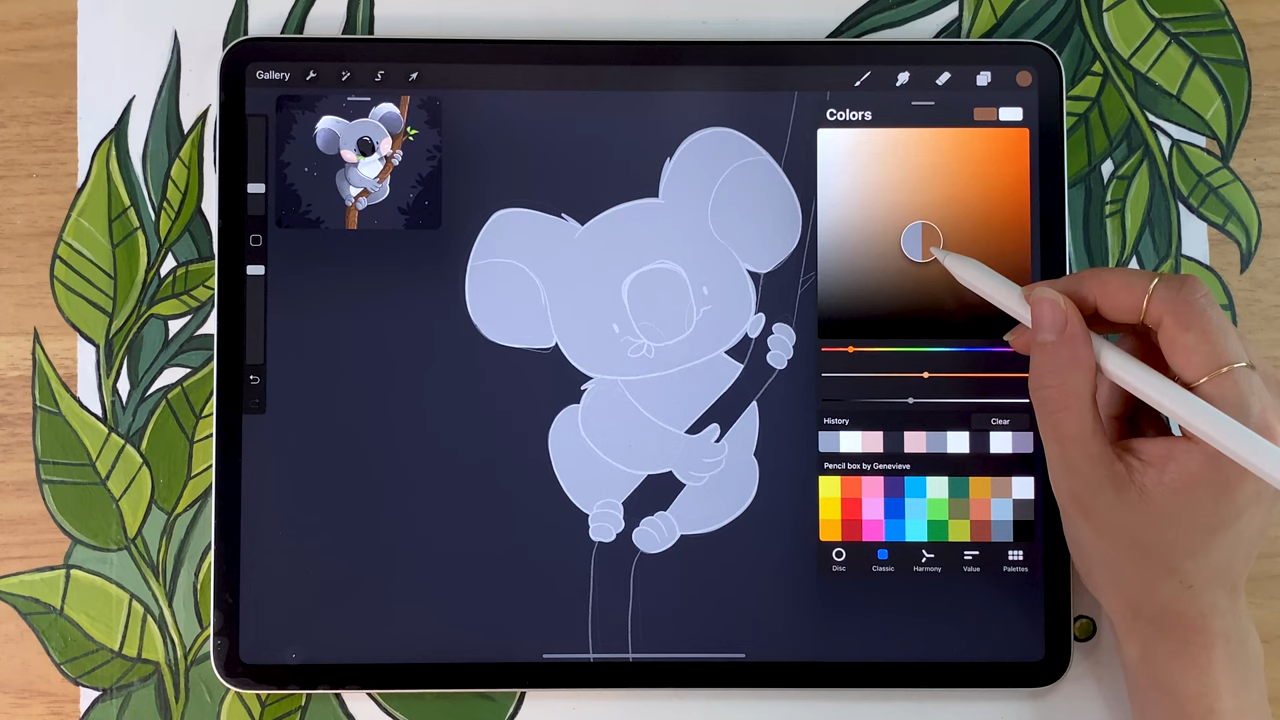 Gallery
Colors
History
Clear
Pencil box by Genevieve
Disc
Classic
Harmony
Value
Palettes